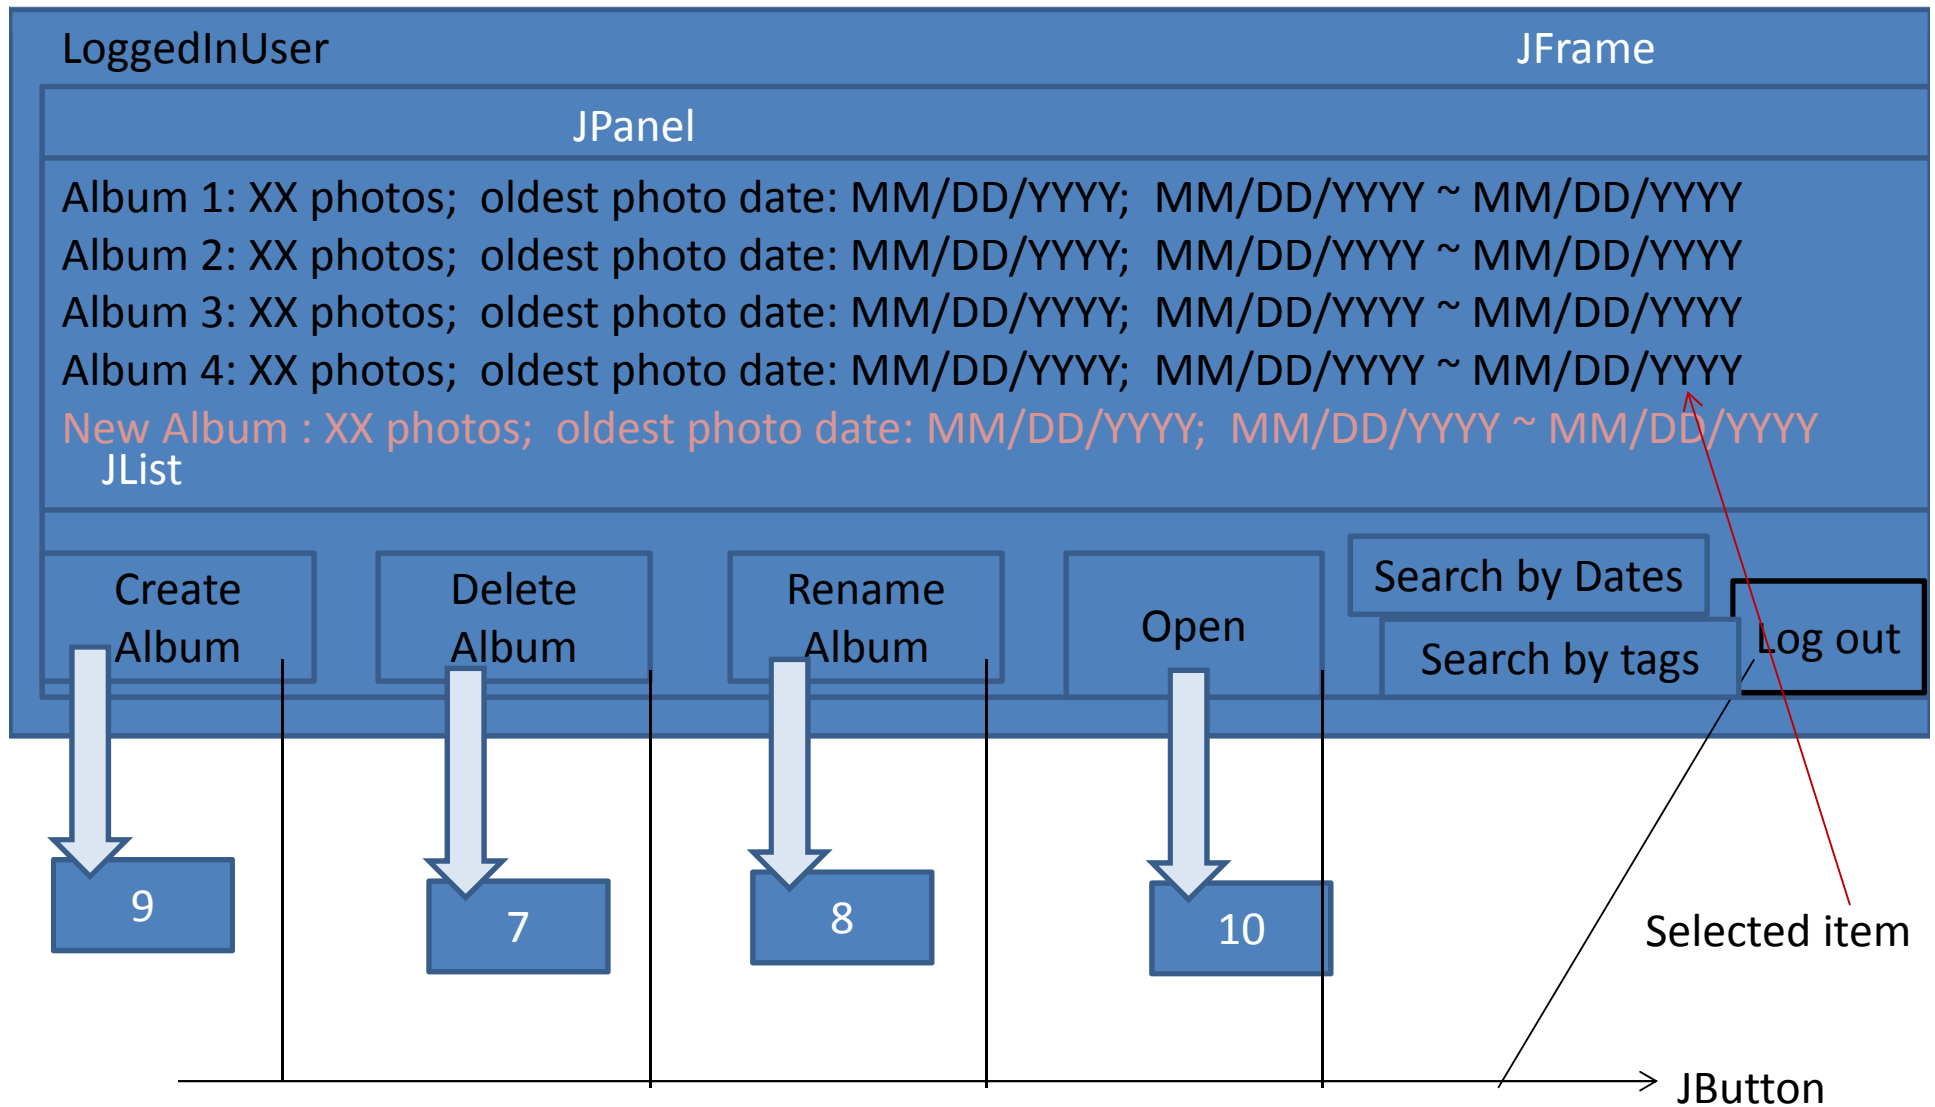 LoggedInUser
JFrame
JPanel
Album 1: XX photos;  oldest photo date: MM/DD/YYYY;  MM/DD/YYYY ~ MM/DD/YYYY
Album 2: XX photos;  oldest photo date: MM/DD/YYYY;  MM/DD/YYYY ~ MM/DD/YYYY
Album 3: XX photos;  oldest photo date: MM/DD/YYYY;  MM/DD/YYYY ~ MM/DD/YYYY
Album 4: XX photos;  oldest photo date: MM/DD/YYYY;  MM/DD/YYYY ~ MM/DD/YYYY
New Album : XX photos;  oldest photo date: MM/DD/YYYY;  MM/DD/YYYY ~ MM/DD/YYYY
JList
Create
Album
Delete
Album
Rename
Album
Open
Search by Dates
Search by tags
Log out
9
7
8
10
Selected item
JButton